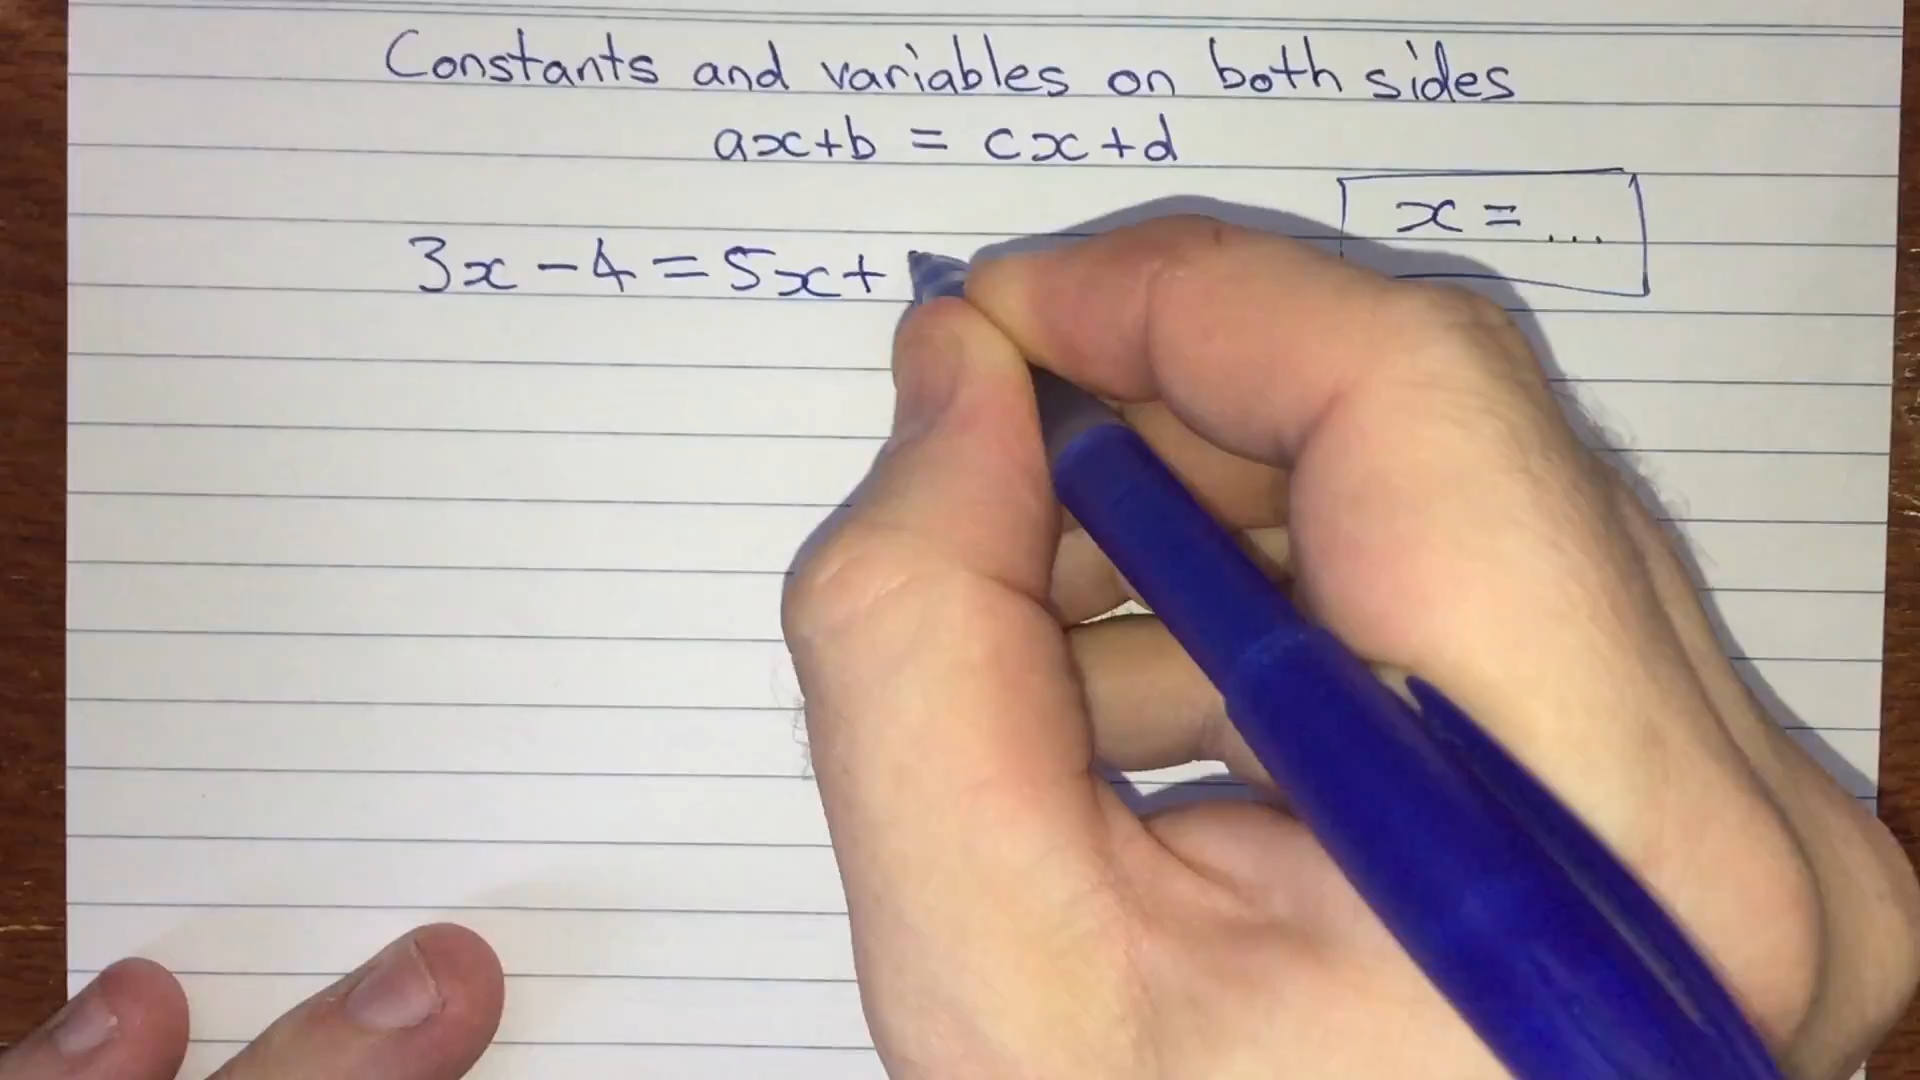 Constants and variables on both sides
ax+b = cx+d
x = ...
3x - 4 = 5x +